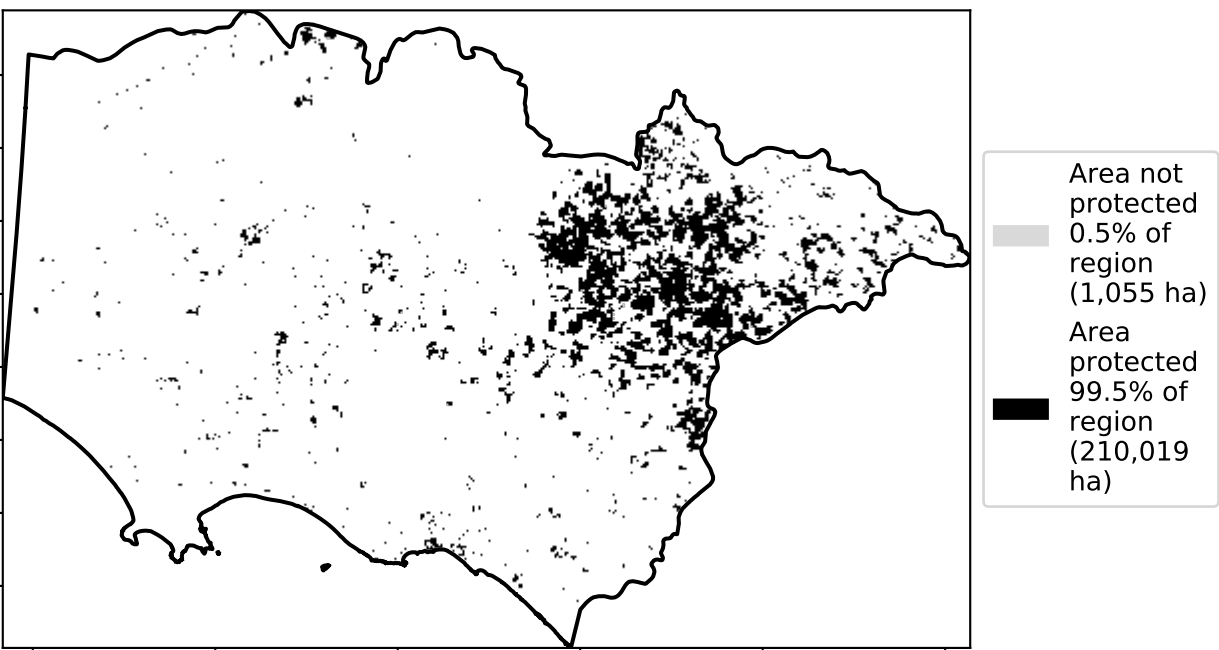 Area not
protected
0.5% of
region
(1,055 ha)
Area
protected
99.5% of
region
(210,019
ha)